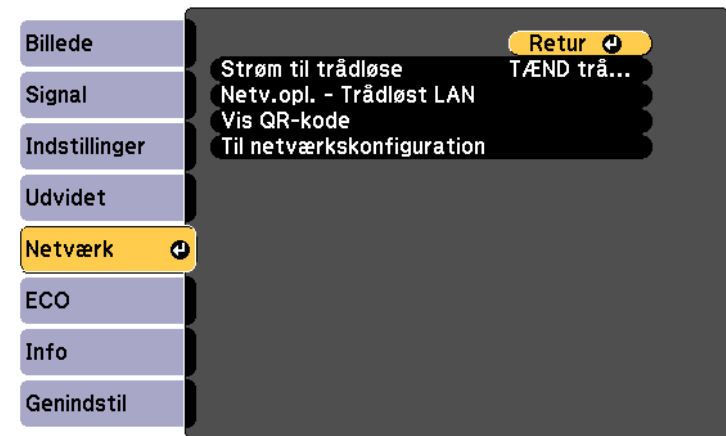 Billede
Signal
Indstillinger
Udvidet
Netværk
ECO
Info
Genindstil
Retur
Strøm til trådløse TÆND trå...
Netv.opl. - Trådløst LAN
Vis QR-kode
Til netværkskonfiguration